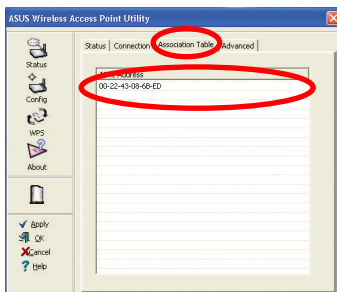 ASUS Wireless Access Point Utility
Status
Config
WPS
About
Apply
OK
Cancel
Help
Status
Connection
Association Table
Advanced
Address
00-22-43-08-6B-ED